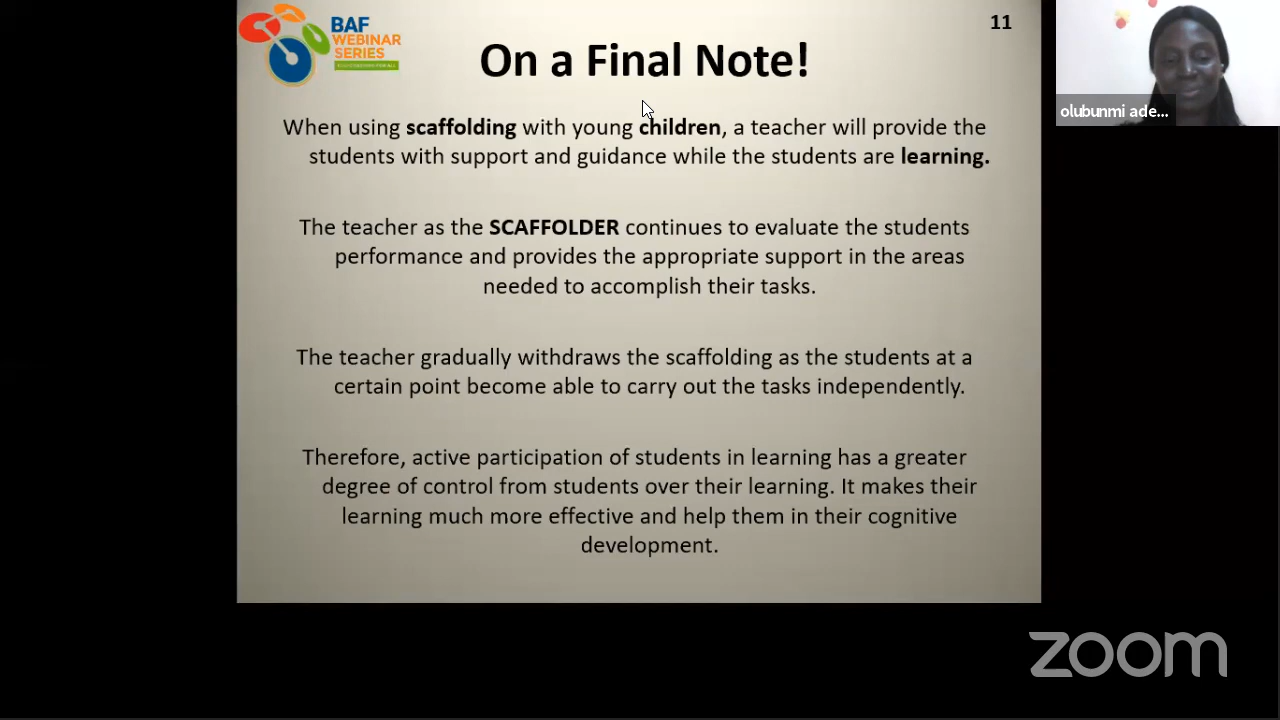 BAF
WEBINAR
SERIES
11
On a Final Note!
When using scaffolding with young children, a teacher will provide the
students with support and guidance while the students are learning.
The teacher as the SCAFFOLDER continues to evaluate the students
performance and provides the appropriate support in the areas
needed to accomplish their tasks.
The teacher gradually withdraws the scaffolding as the students at a
certain point become able to carry out the tasks independently.
Therefore, active participation of students in learning has a greater
degree of control from students over their learning. It makes their
learning much more effective and help them in their cognitive
development.
olubunmi ade...
zoom